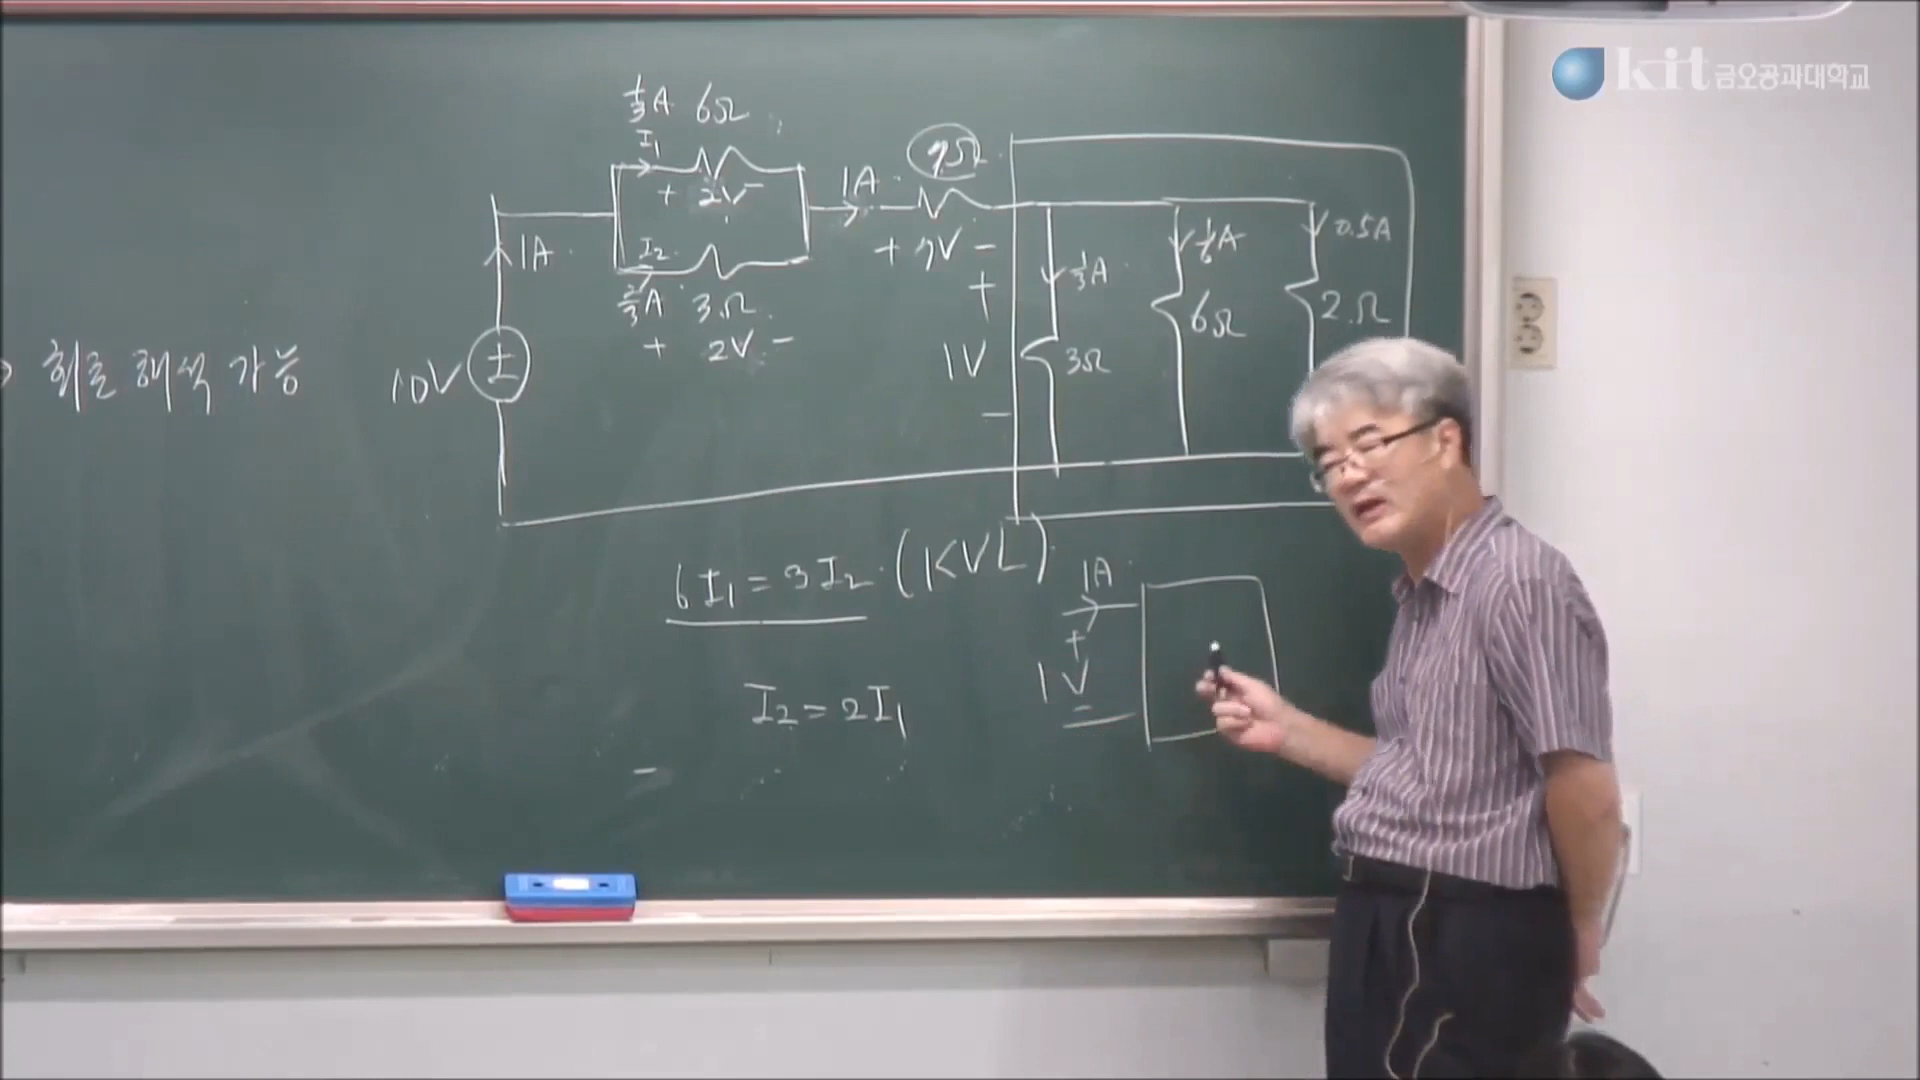 kit 금오공과대학교
1/3A 6Ω
I₁
+ 2V -
1A
7Ω
1A
I₂
2/3A 3Ω
+ 2V -
+ 7V -
+
1V
-
1/3A
3Ω
1/6A
6Ω
0.5A
2Ω
회로 해석 가능
10V
+
-
6I₁ = 3I₂ (KVL)
I₂ = 2I₁
1A
+
1V
-